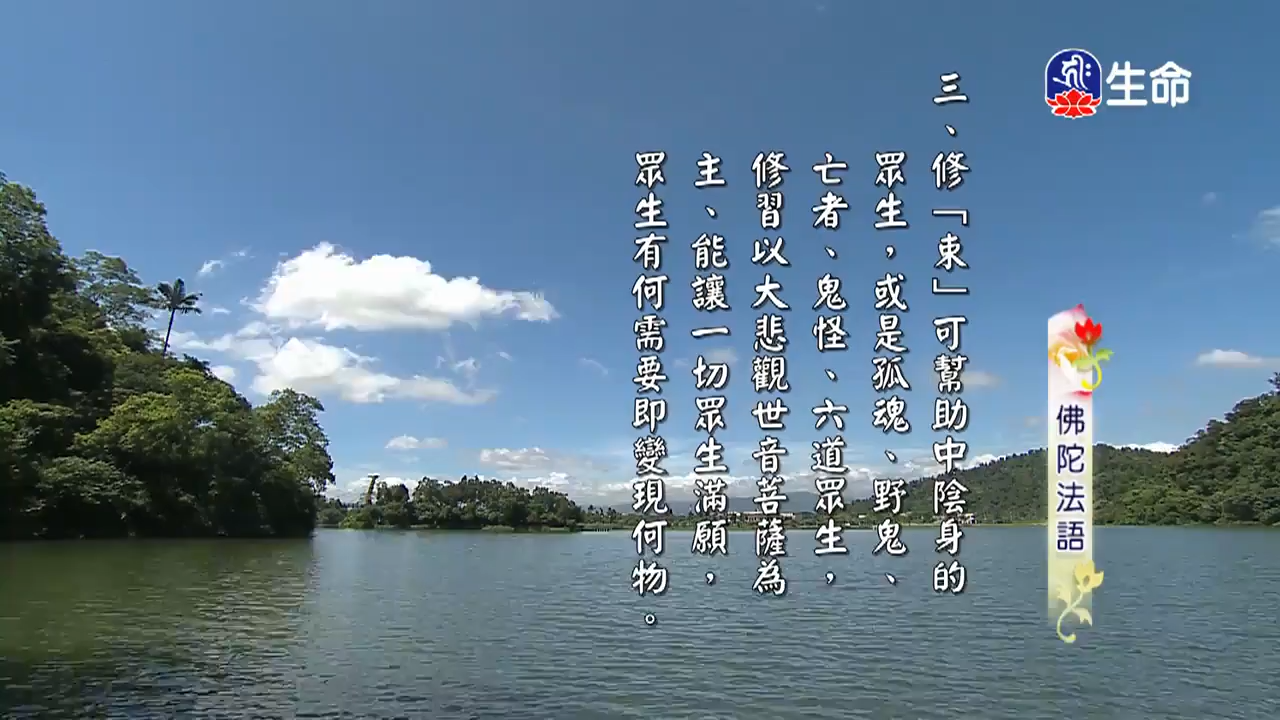 生命
佛陀法語
三、修「束」可幫助中陰身的
眾生，或是孤魂、野鬼、
亡者、鬼怪、六道眾生，
修習以大悲觀世音菩薩為
主、能讓一切眾生滿願，
眾生有何需要即變現何物。